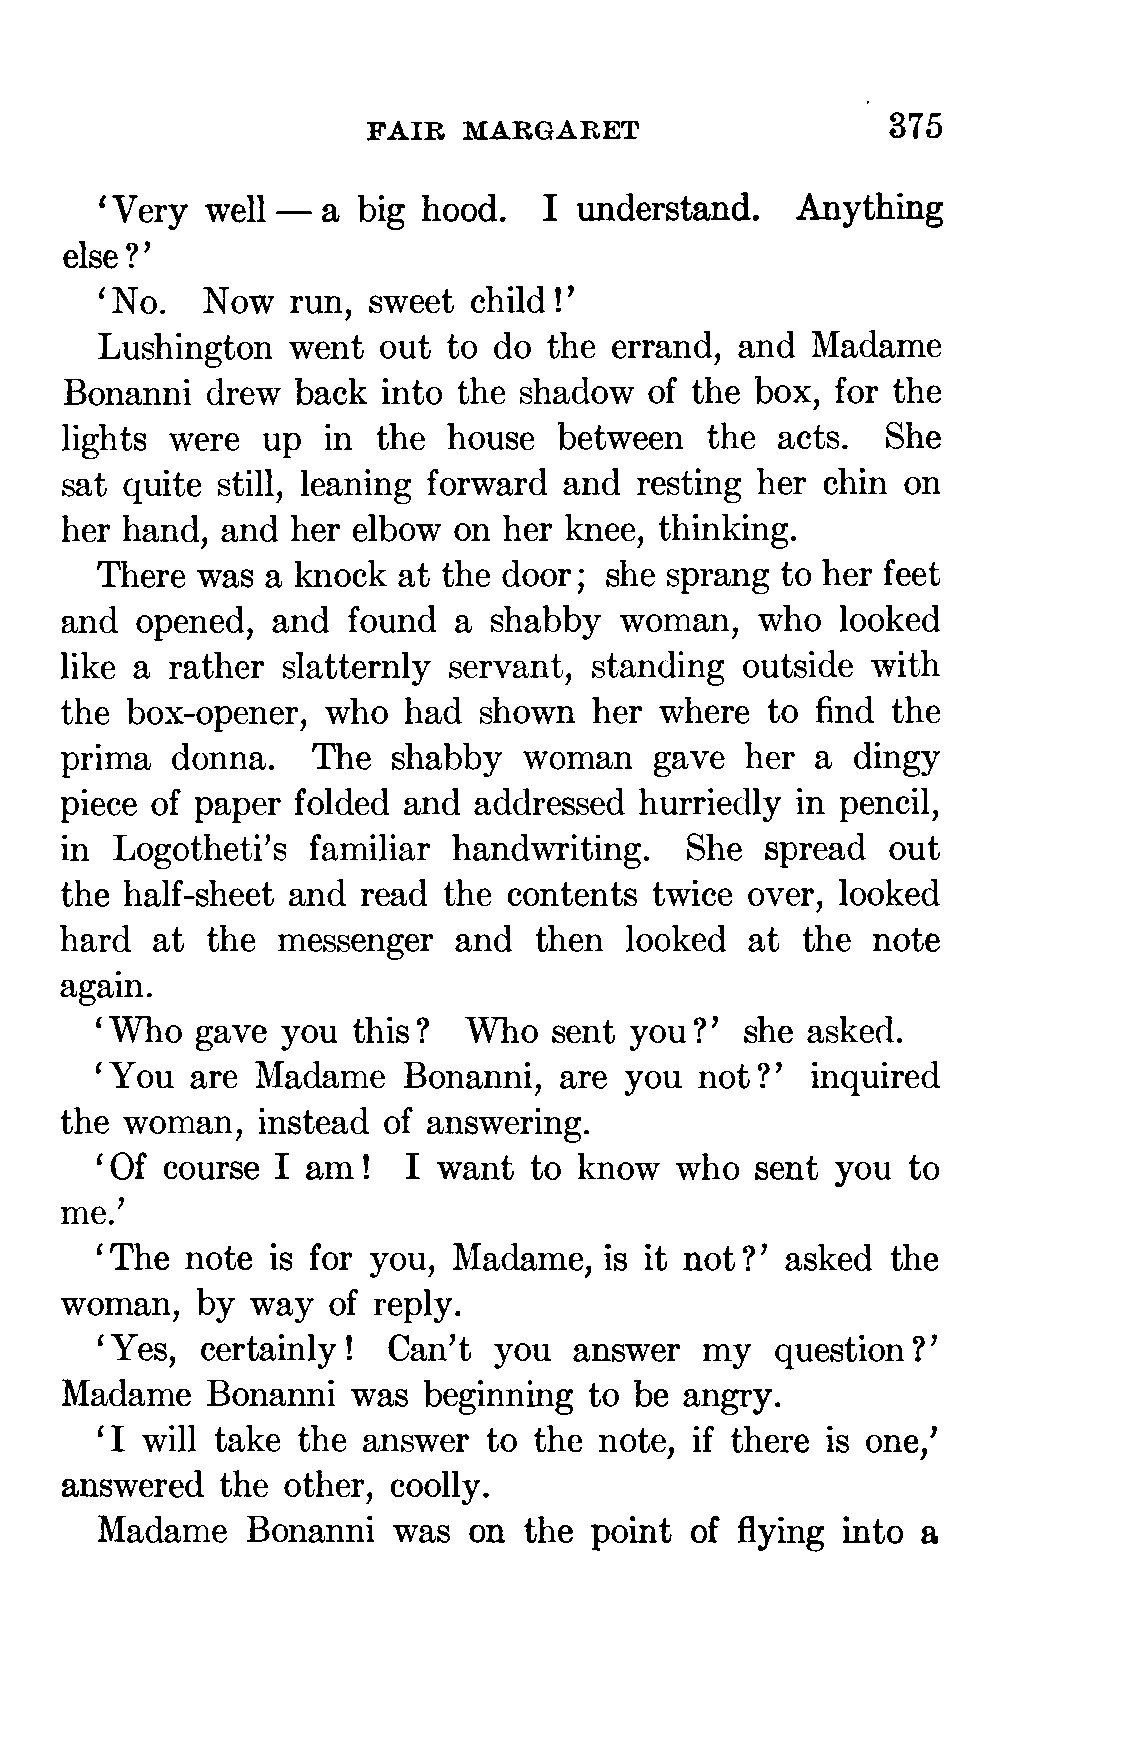 FAIR MARGARET 375
‘Very well — a big hood. I understand. Anything
else?’
‘No. Now run, sweet child!’
Lushington went out to do the errand, and Madame
Bonanni drew back into the shadow of the box, for the
lights were up in the house between the acts. She
sat quite still, leaning forward and resting her chin on
her hand, and her elbow on her knee, thinking.
There was a knock at the door; she sprang to her feet
and opened, and found a shabby woman, who looked
like a rather slatternly servant, standing outside with
the box-opener, who had shown her where to find the
prima donna. The shabby woman gave her a dingy
piece of paper folded and addressed hurriedly in pencil,
in Logotheti’s familiar handwriting. She spread out
the half-sheet and read the contents twice over, looked
hard at the messenger and then looked at the note
again.
‘Who gave you this? Who sent you?’ she asked.
‘You are Madame Bonanni, are you not?’ inquired
the woman, instead of answering.
‘Of course I am! I want to know who sent you to
me.’
‘The note is for you, Madame, is it not?’ asked the
woman, by way of reply.
‘Yes, certainly! Can’t you answer my question?’
Madame Bonanni was beginning to be angry.
‘I will take the answer to the note, if there is one,’
answered the other, coolly.
Madame Bonanni was on the point of flying into a